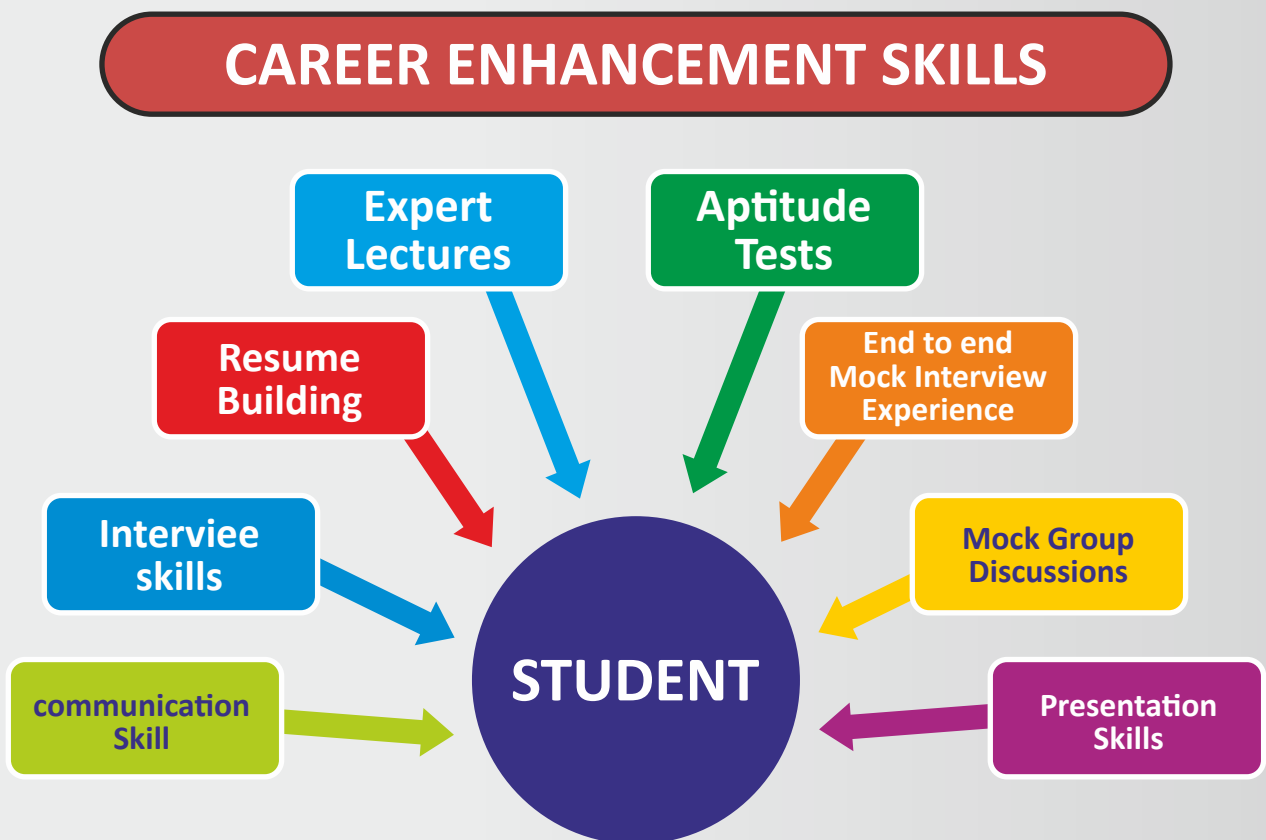 CAREER ENHANCEMENT SKILLS
Expert
Lectures
Aptitude
Tests
Resume
Building
End to end
Mock Interview
Experience
Interviee
skills
Mock Group
Discussions
communication
Skill
STUDENT
Presentation
Skills